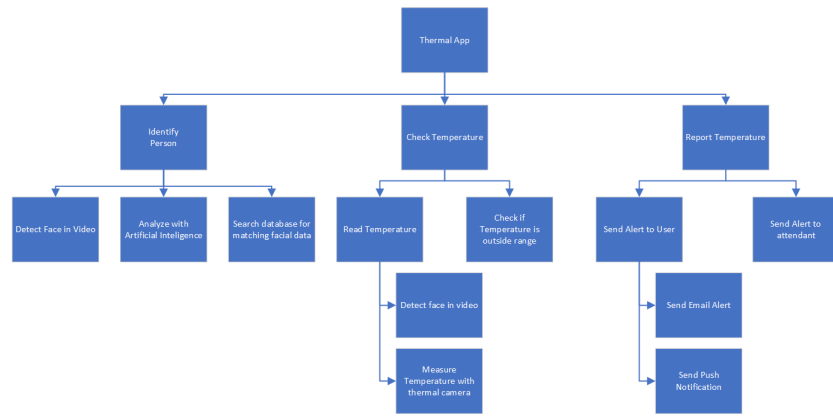 Thermal App
Identify
Person
Check Temperature
Report Temperature
Detect Face in Video
Analyze with
Artificial Inteligence
Search database for
matching facial data
Read Temperature
Check if
Temperature is
outside range
Send Alert to User
Send Alert to
attendant
Detect face in video
Send Email Alert
Measure
Temperature with
thermal camera
Send Push
Notification